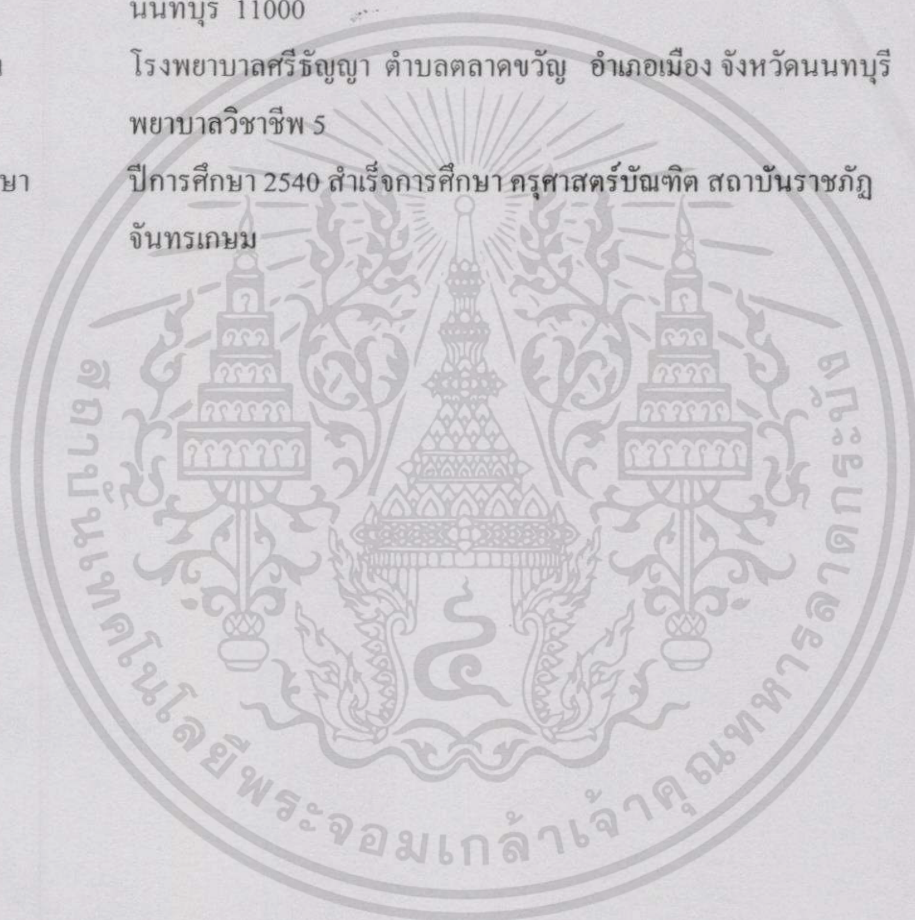 นนทบุรี 11000
โรงพยาบาลศรีธัญญา ตำบลตลาดขวัญ อำเภอเมือง จังหวัดนนทบุรี
พยาบาลวิชาชีพ 5
ปีการศึกษา 2540 สำเร็จการศึกษา ครุศาสตร์บัณฑิต สถาบันราชภัฏ
จันทรเกษม
สถาบันเทคโนโลยีพระจอมเกล้าเจ้าคุณทหารลาดกระบัง